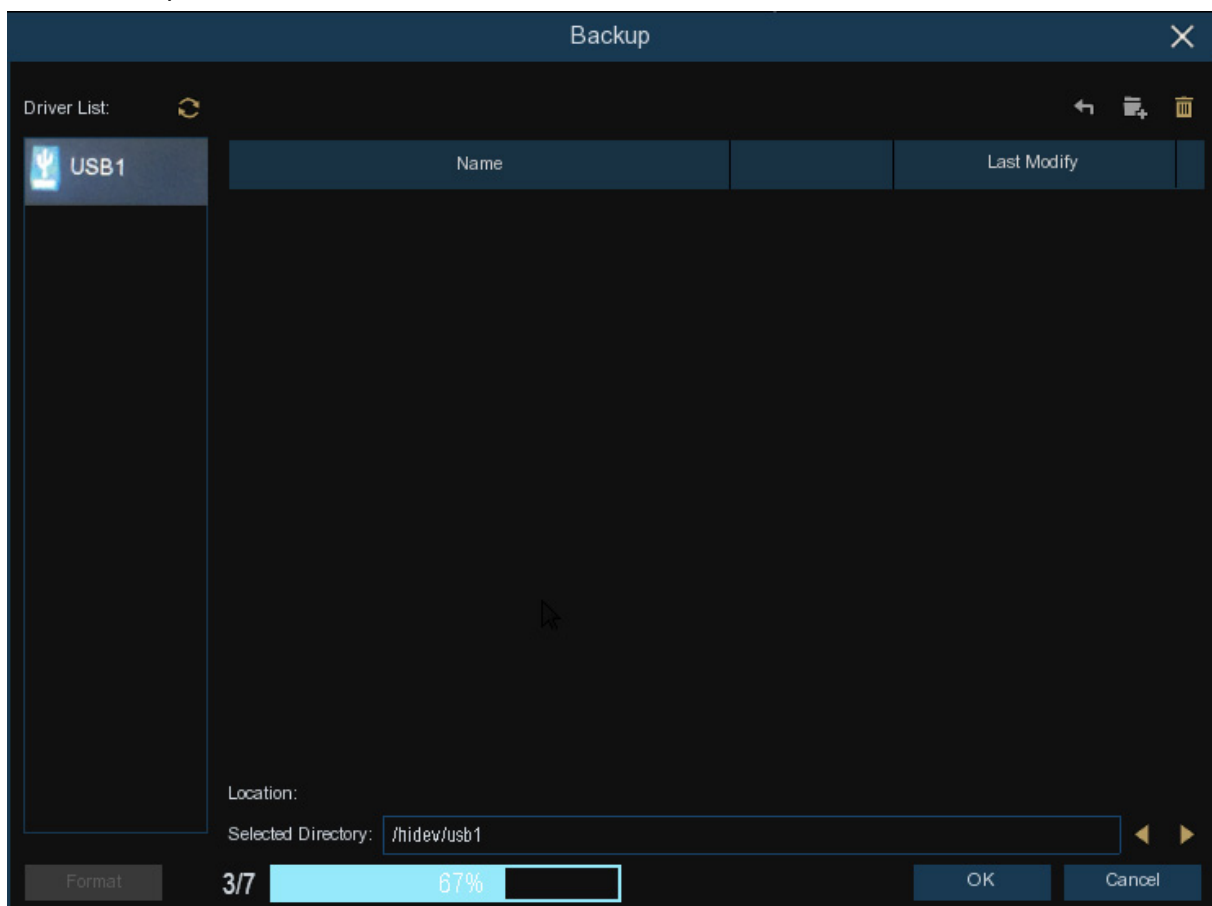 Backup
Driver List:
USB1
Name
Last Modify
Location:
Selected Directory: /hidev/usb1
Format
3/7
67%
OK
Cancel